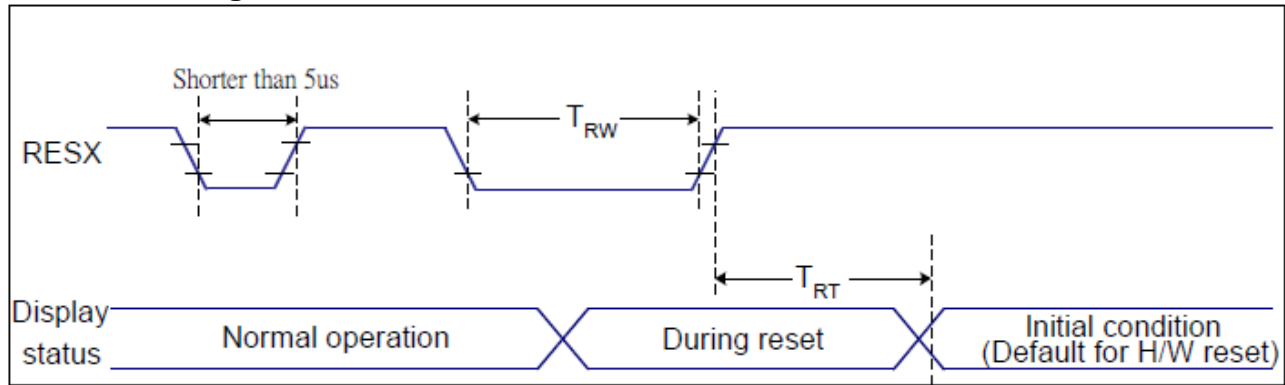 Shorter than 5us
RESX
TRW
TRT
Display
status
Normal operation
During reset
Initial condition
(Default for H/W reset)